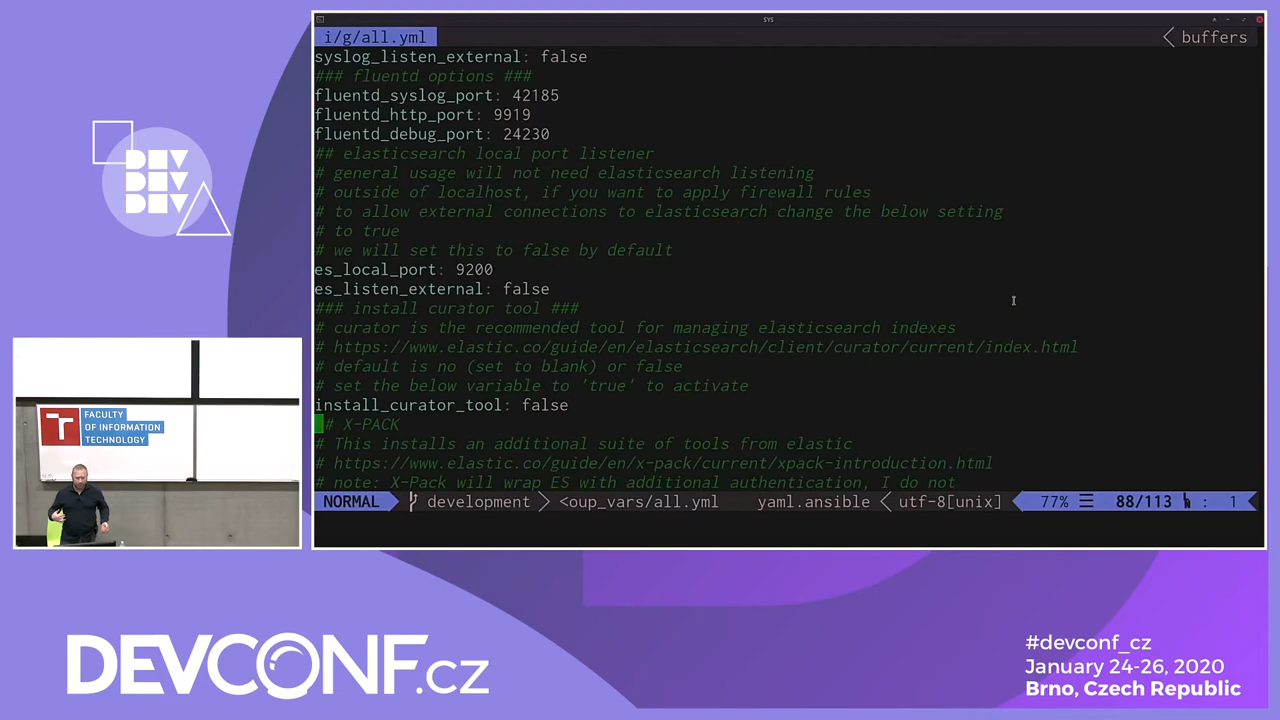 SYS
i/g/all.yml
buffers
syslog_listen_external: false
### fluentd options ###
fluentd_syslog_port: 42185
fluentd_http_port: 9919
fluentd_debug_port: 24230
## elasticsearch local port listener
# general usage will not need elasticsearch listening
# outside of localhost, if you want to apply firewall rules
# to allow external connections to elasticsearch change the below setting
# to true
# we will set this to false by default
es_local_port: 9200
es_listen_external: false
### install curator tool ###
# curator is the recommended tool for managing elasticsearch indexes
# https://www.elastic.co/guide/en/elasticsearch/client/curator/current/index.html
# default is no (set to blank) or false
# set the below variable to 'true' to activate
install_curator_tool: false
# X-PACK
# This installs an additional suite of tools from elastic
# https://www.elastic.co/guide/en/x-pack/current/xpack-introduction.html
# note: X-Pack will wrap ES with additional authentication, I do not
NORMAL development <oup_vars/all.yml yaml.ansible utf-8[unix] 77% ☰ 88/113 : 1
DEV
DEV
DEV
T FACULTY
OF INFORMATION
TECHNOLOGY
DEVCONF.cz
#devconf_cz
January 24-26, 2020
Brno, Czech Republic